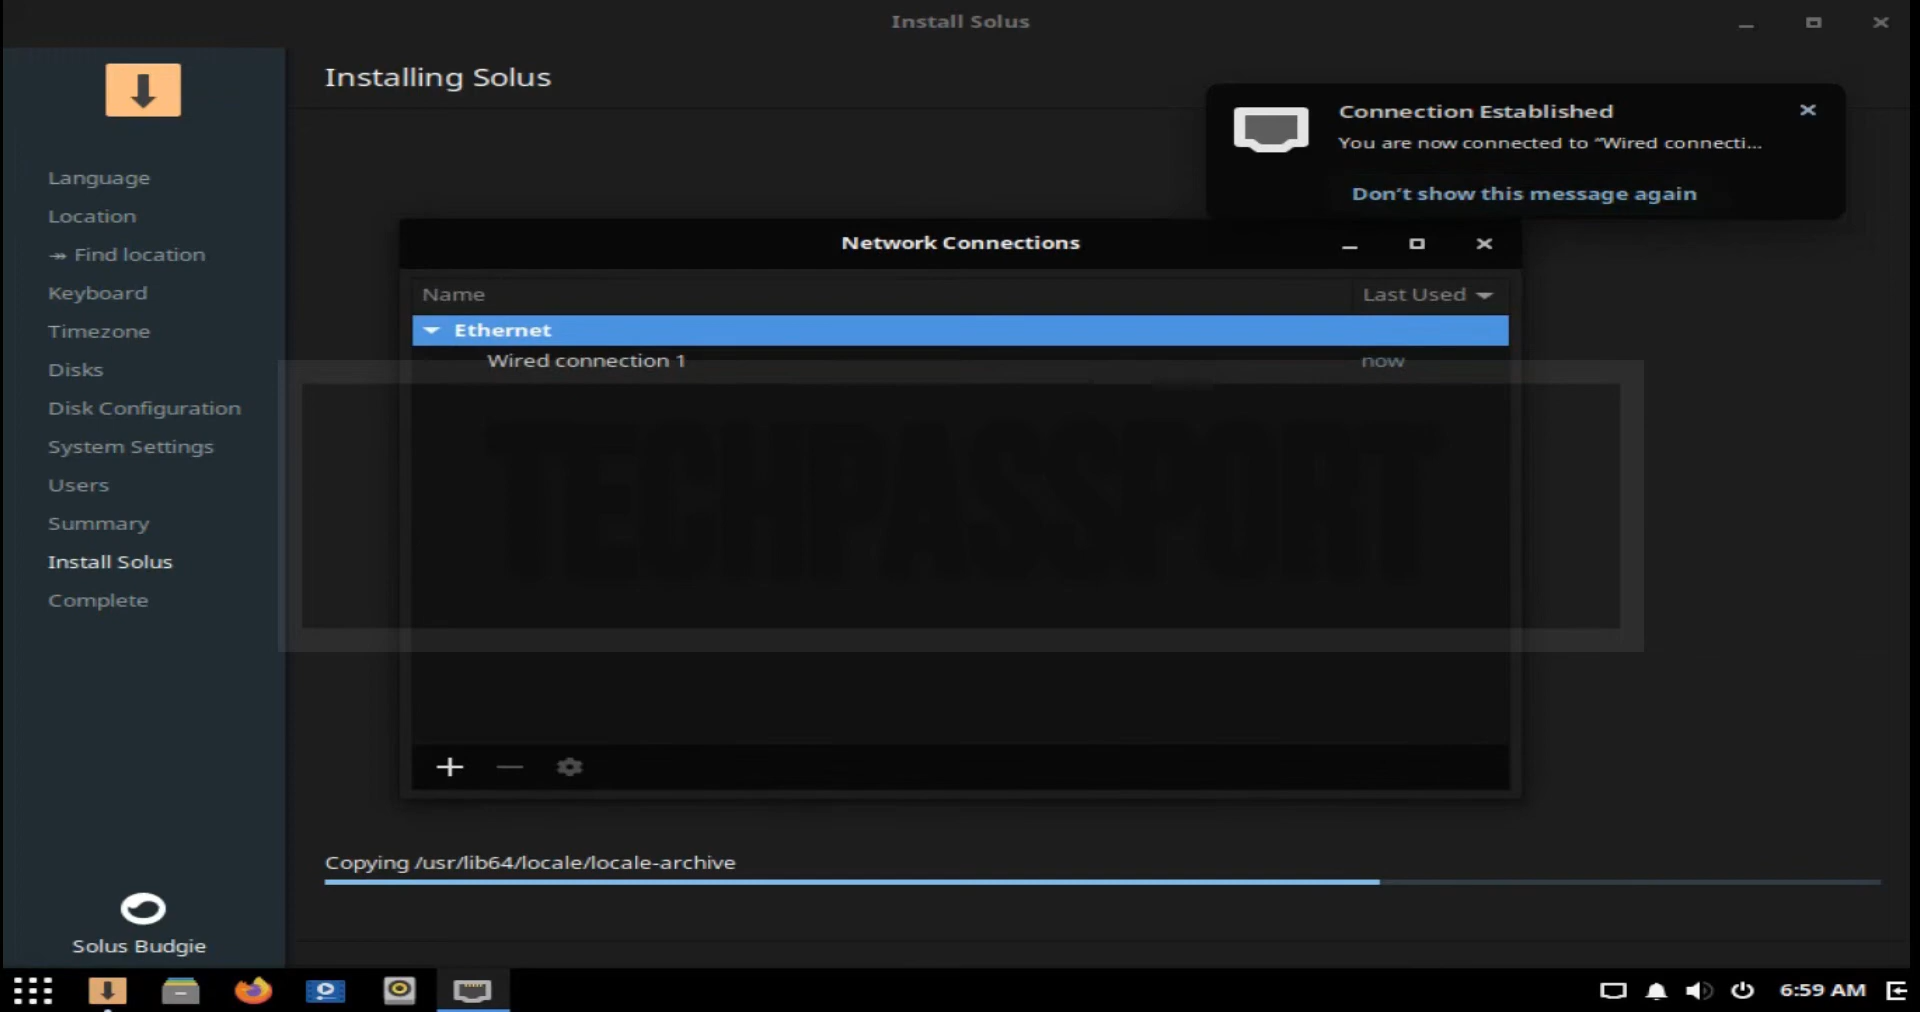 Install Solus
Installing Solus
Connection Established
You are now connected to “Wired connecti...
Don’t show this message again
Language
Location
↠ Find location
Keyboard
Timezone
Disks
Disk Configuration
System Settings
Users
Summary
Install Solus
Complete
Network Connections
Name
Last Used
Ethernet
Wired connection 1
now
TECHPASSPORT
Copying /usr/lib64/locale/locale-archive
Solus Budgie
6:59 AM